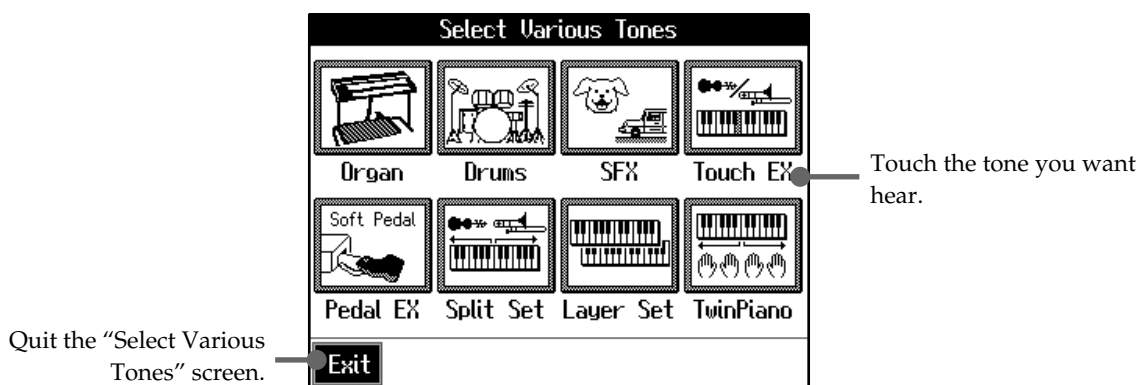 Select Various Tones
Organ Drums SFX Touch EX
Touch the tone you want
hear.
Soft Pedal
Pedal EX Split Set Layer Set TwinPiano
Quit the “Select Various
Tones” screen.
Exit